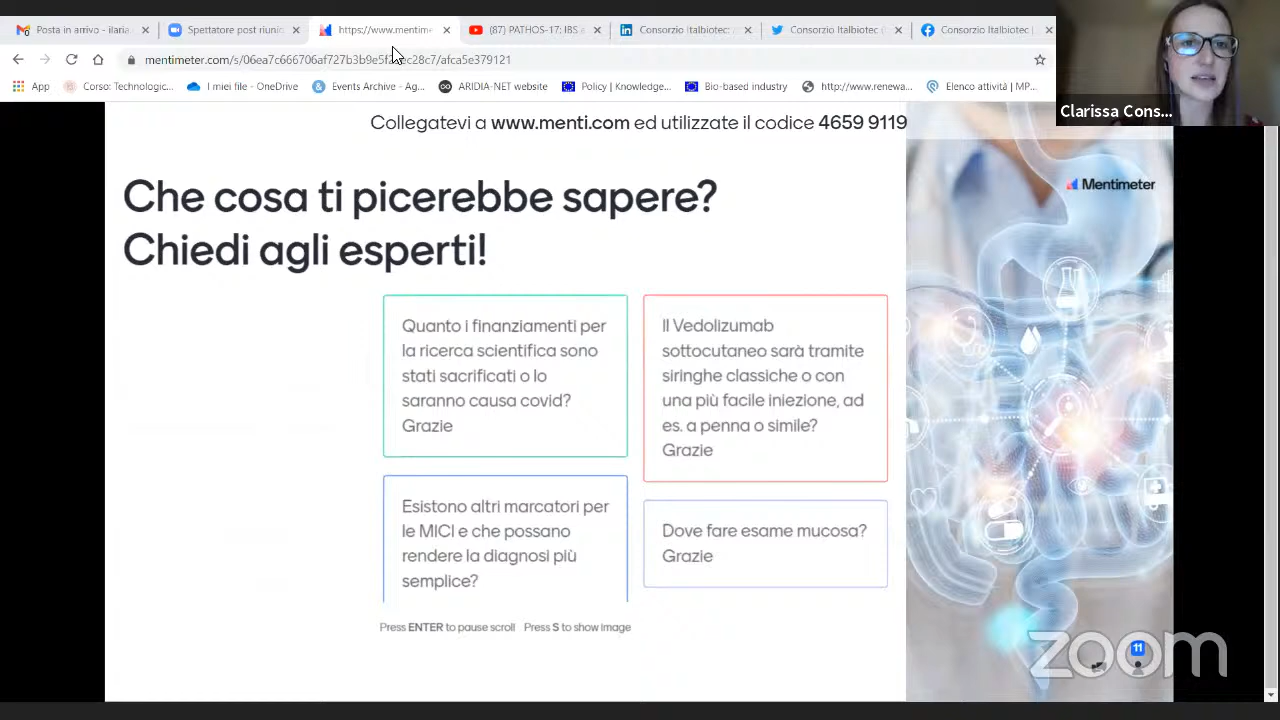 Posta in arrivo - ilaria
Spettatore post riunio
https://www.mentime
(87) PATHOS-17: IBS
Consorzio Italbiotec:
Consorzio Italbiotec (
Consorzio Italbiotec |
mentimeter.com/s/06ea7c666706af727b3b9e5f
c28c7/afca5e379121
App
Corso: Technologic...
I miei file - OneDrive
Events Archive - Ag...
ARIDIA-NET website
Policy | Knowledge...
Bio-based industry
http://www.renewa...
Elenco attività | MP...
Clarissa Cons...
Collegatevi a www.menti.com ed utilizzate il codice 4659 9119
Mentimeter
Che cosa ti picerebbe sapere?
Chiedi agli esperti!
Quanto i finanziamenti per
la ricerca scientifica sono
stati sacrificati o lo
saranno causa covid?
Grazie
Il Vedolizumab
sottocutaneo sarà tramite
siringhe classiche o con
una più facile iniezione, ad
es. a penna o simile?
Grazie
Esistono altri marcatori per
le MICI e che possano
rendere la diagnosi più
semplice?
Dove fare esame mucosa?
Grazie
Press ENTER to pause scroll Press S to show image
11
zoom